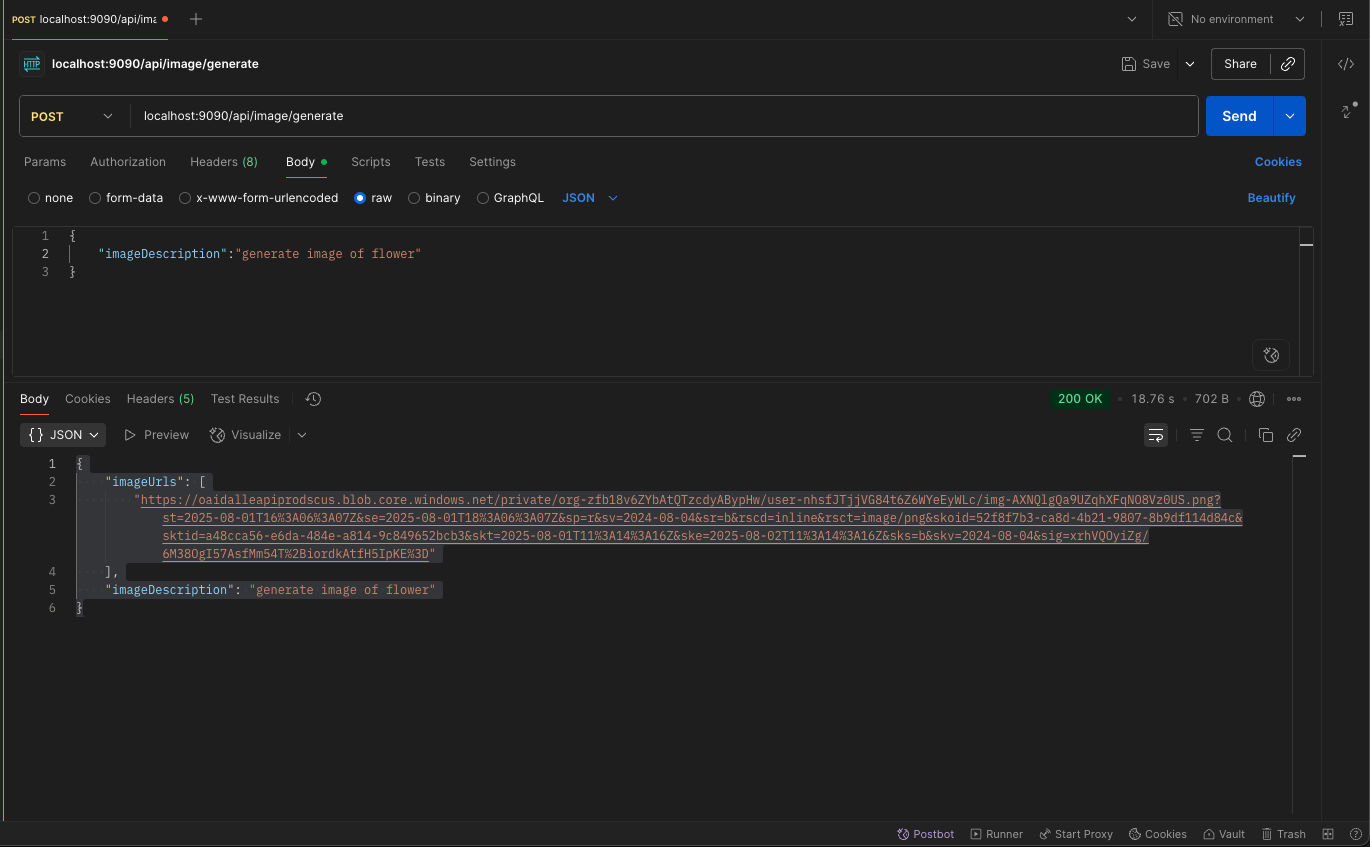 POST localhost:9090/api/ima
No environment
HTTP localhost:9090/api/image/generate
Save
Share
POST
localhost:9090/api/image/generate
Send
Params Authorization Headers (8) Body Scripts Tests Settings
Cookies
none form-data x-www-form-urlencoded raw binary GraphQL JSON
Beautify
1 {
2 "imageDescription":"generate image of flower"
3 }
Body Cookies Headers (5) Test Results
200 OK • 18.76 s • 702 B
{} JSON Preview Visualize
1 {
2 "imageUrls": [
3 "https://oaidalleapiprodscus.blob.core.windows.net/private/org-zfb18v6ZYbAtQTzcdyABypHw/user-nhsfJTjjVG84t6Z6WYeEyWLc/img-AXNQlgQa9UZqhXFqNO8Vz0US.png?
st=2025-08-01T16%3A06%3A07Z&se=2025-08-01T18%3A06%3A07Z&sp=r&sv=2024-08-04&sr=b&rscd=inline&rsct=image/png&skoid=52f8f7b3-ca8d-4b21-9807-8b9df114d84c&
sktid=a48cca56-e6da-484e-a814-9c849652bcb3&skt=2025-08-01T11%3A14%3A16Z&ske=2025-08-02T11%3A14%3A16Z&sks=b&skv=2024-08-04&sig=xrhVQOyiZg/
6M38OgI57AsfMm54T%2BiordkAtfH5IpKE%3D"
4 ],
5 "imageDescription": "generate image of flower"
6 }
Postbot Runner Start Proxy Cookies Vault Trash